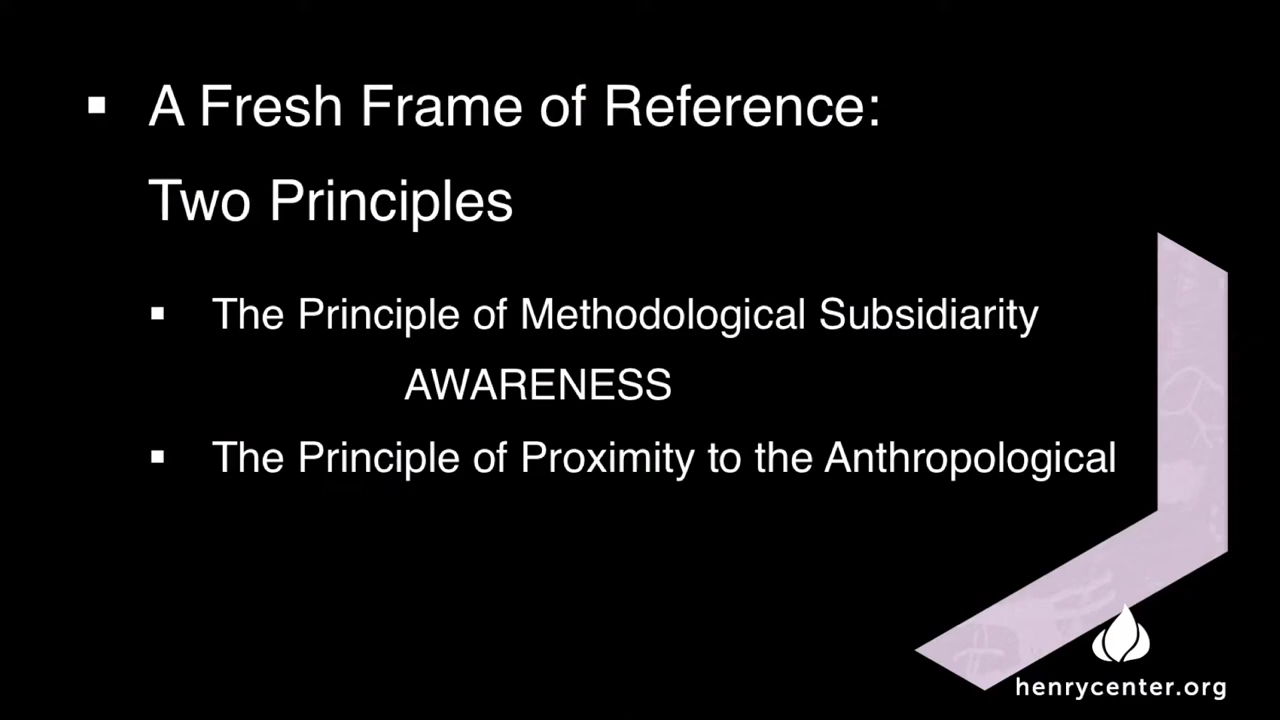 ▪ A Fresh Frame of Reference:
Two Principles
▪ The Principle of Methodological Subsidiarity
AWARENESS
▪ The Principle of Proximity to the Anthropological
henrycenter.org